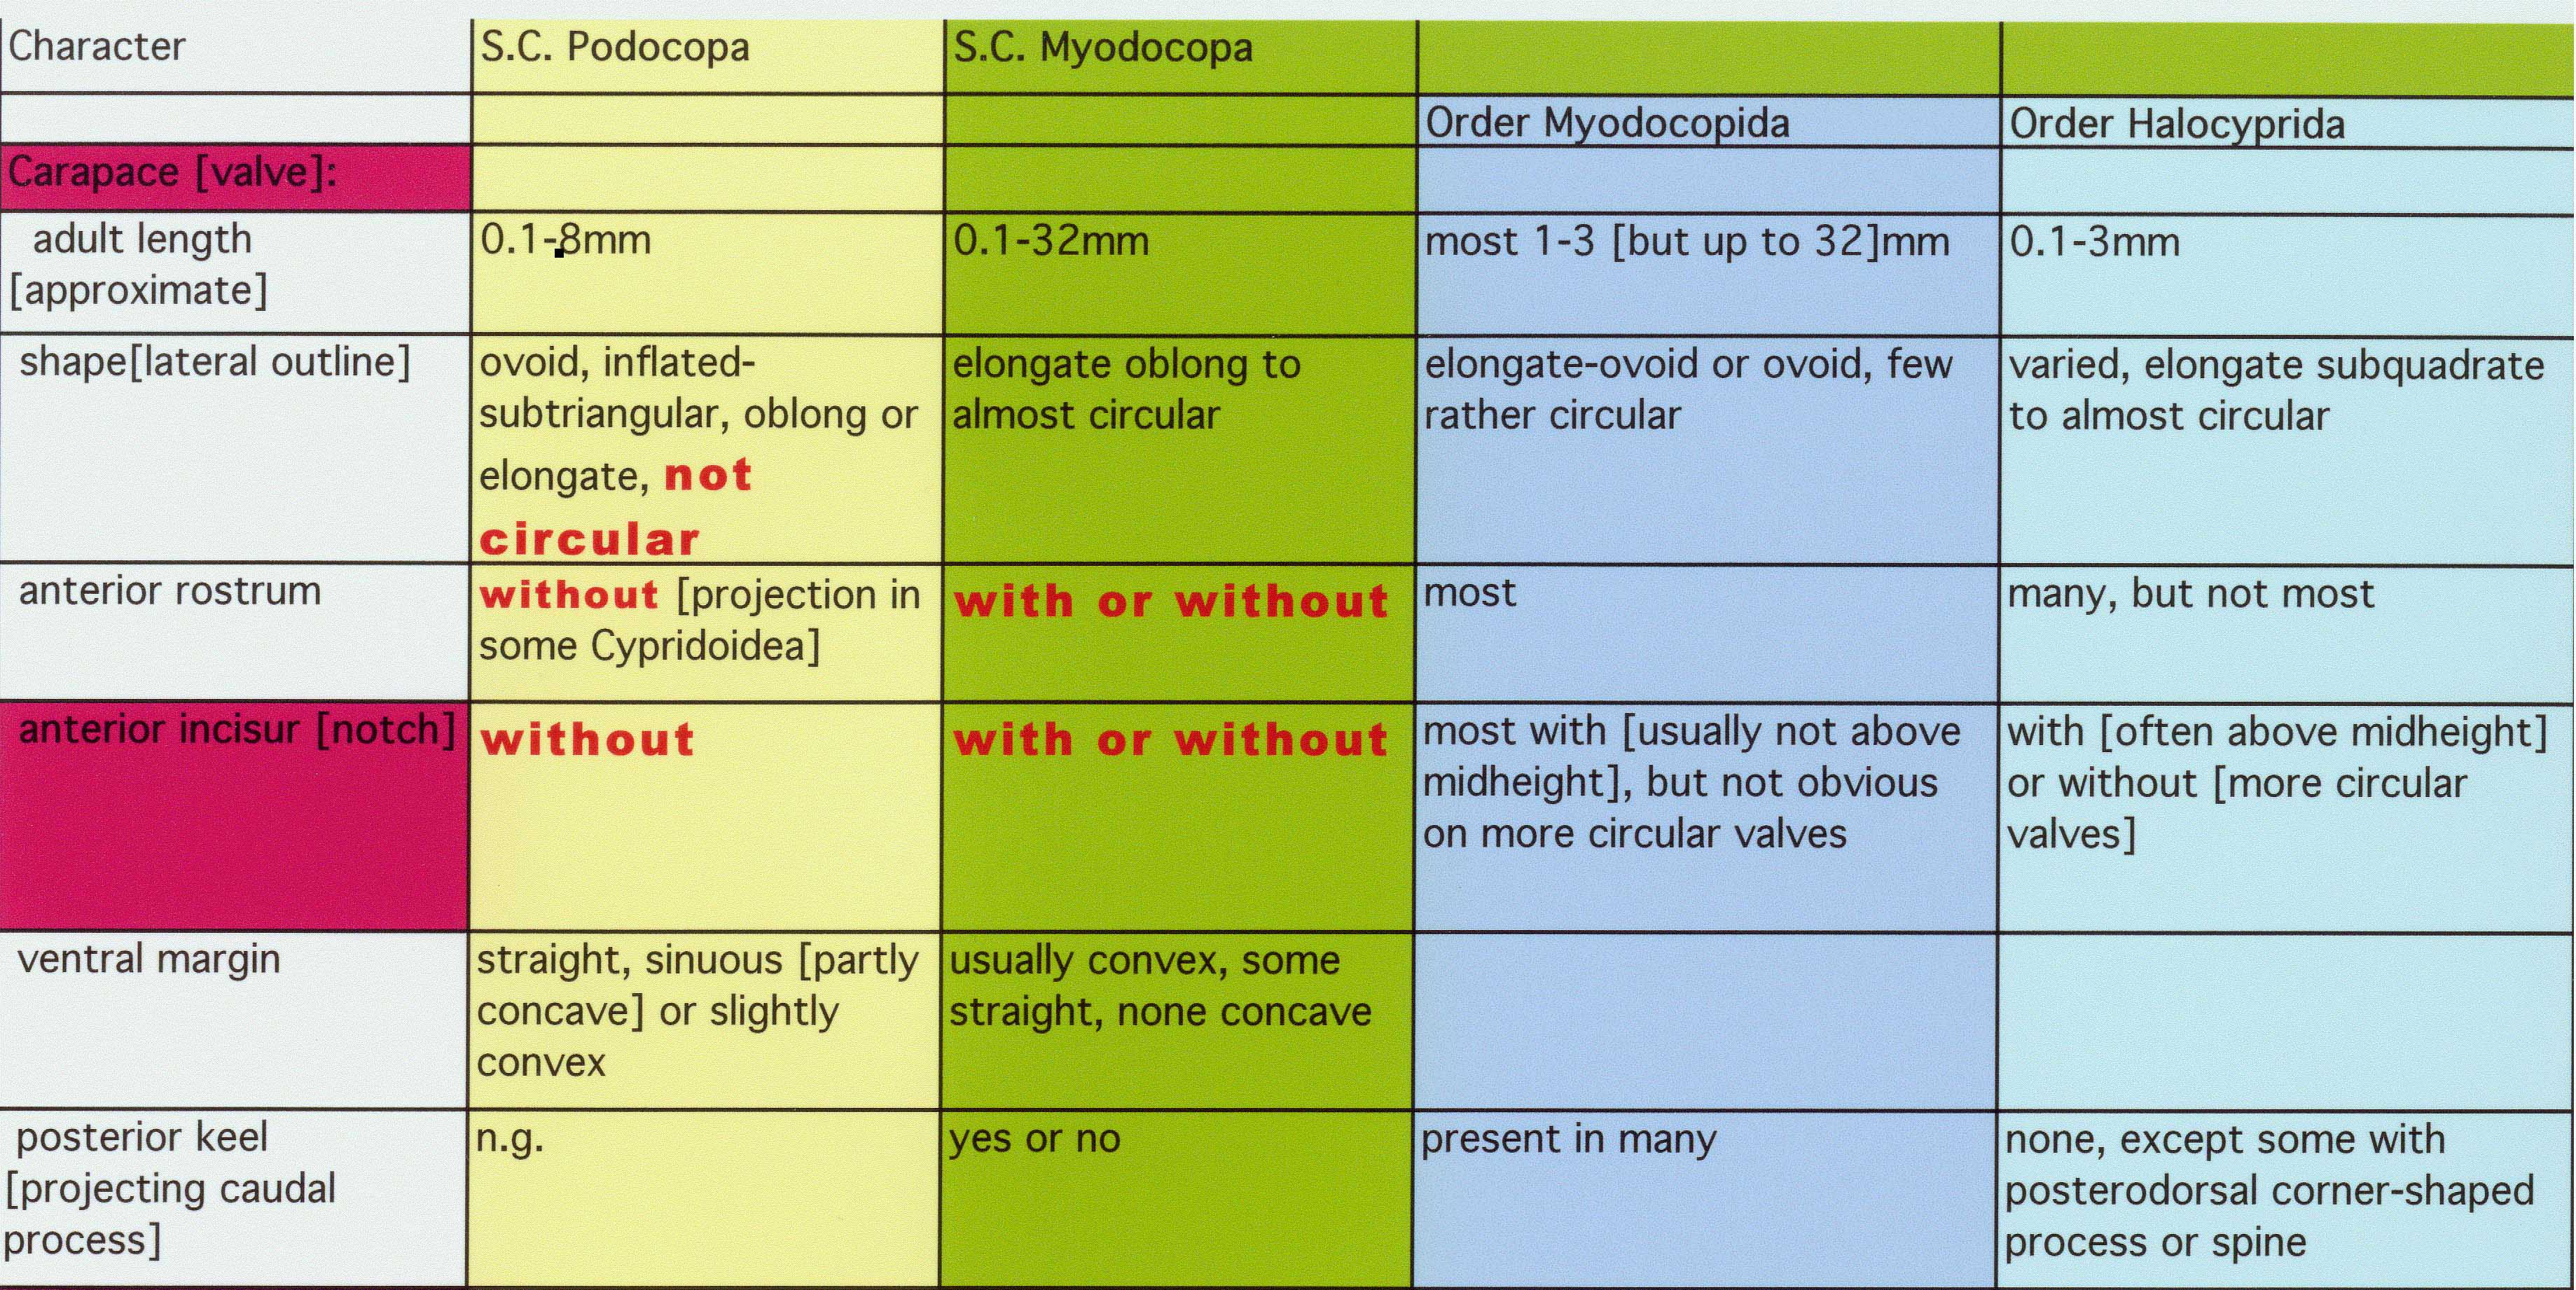 Character
S.C. Podocopa
S.C. Myodocopa
Order Myodocopida
Order Halocyprida
Carapace [valve]:
adult length
[approximate]
0.1-8mm
0.1-32mm
most 1-3 [but up to 32]mm
0.1-3mm
shape[lateral outline]
ovoid, inflated-
subtriangular, oblong or
elongate, not
circular
elongate oblong to
almost circular
elongate-ovoid or ovoid, few
rather circular
varied, elongate subquadrate
to almost circular
anterior rostrum
without [projection in
some Cypridoidea]
with or without
most
many, but not most
anterior incisur [notch]
without
with or without
most with [usually not above
midheight], but not obvious
on more circular valves
with [often above midheight]
or without [more circular
valves]
ventral margin
straight, sinuous [partly
concave] or slightly
convex
usually convex, some
straight, none concave
posterior keel
[projecting caudal
process]
n.g.
yes or no
present in many
none, except some with
posterodorsal corner-shaped
process or spine